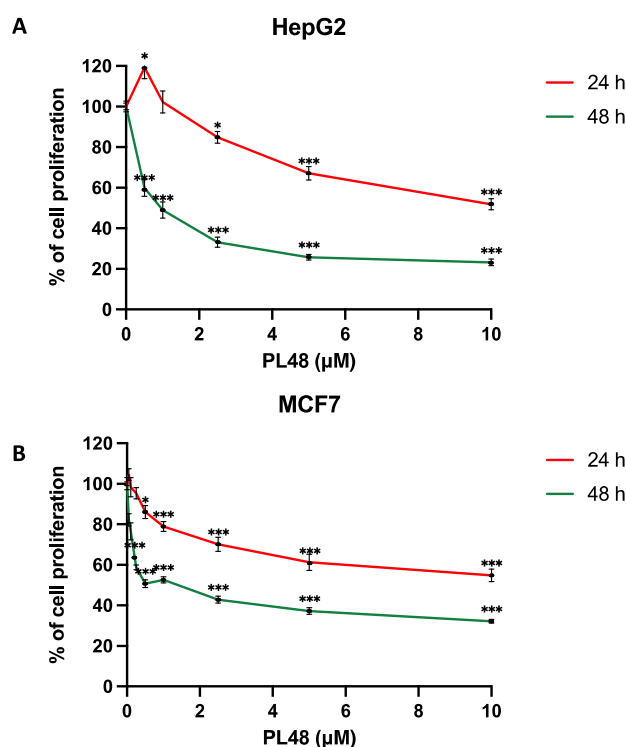 A
HepG2
% of cell proliferation
120
100
80
60
40
20
0
* * *** ***
*** *** *** *** ***
0 2 4 6 8 10
PL48 (µM)
24 h
48 h
MCF7
B
% of cell proliferation
120
100
80
60
40
20
0
* *** *** *** ***
*** *** *** *** *** ***
0 2 4 6 8 10
PL48 (µM)
24 h
48 h